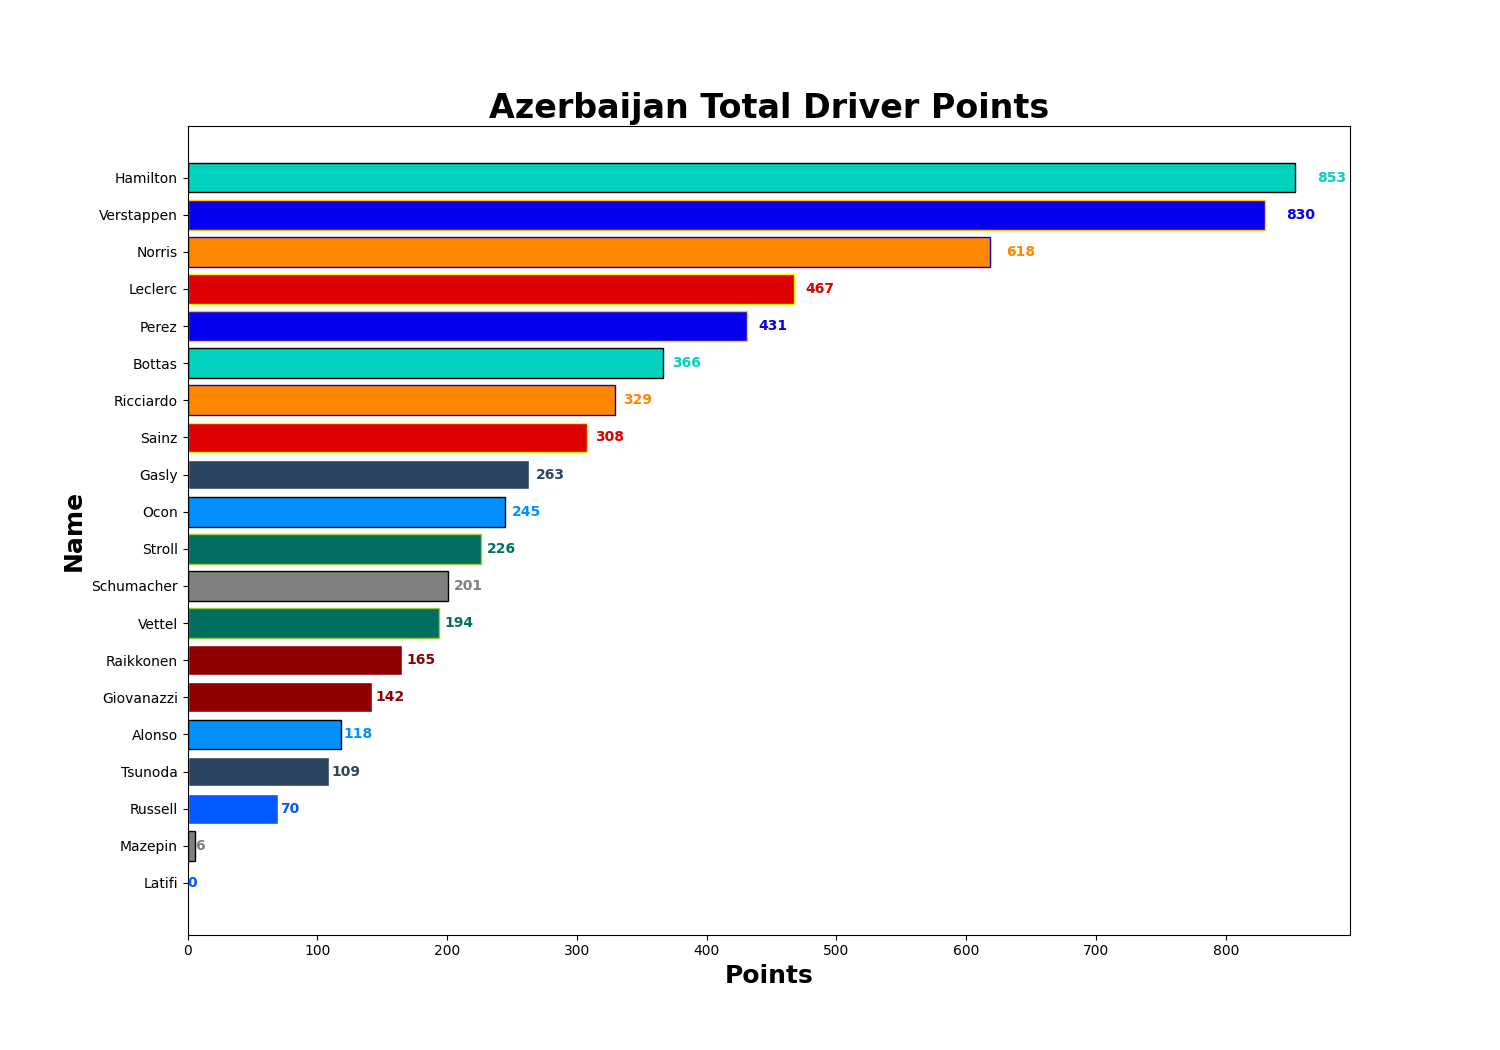 Azerbaijan Total Driver Points
Hamilton 853
Verstappen 830
Norris 618
Leclerc 467
Perez 431
Bottas 366
Ricciardo 329
Sainz 308
Gasly 263
Ocon 245
Stroll 226
Schumacher 201
Vettel 194
Raikkonen 165
Giovanazzi 142
Alonso 118
Tsunoda 109
Russell 70
Mazepin 6
Latifi 0
Name
0 100 200 300 400 500 600 700 800
Points